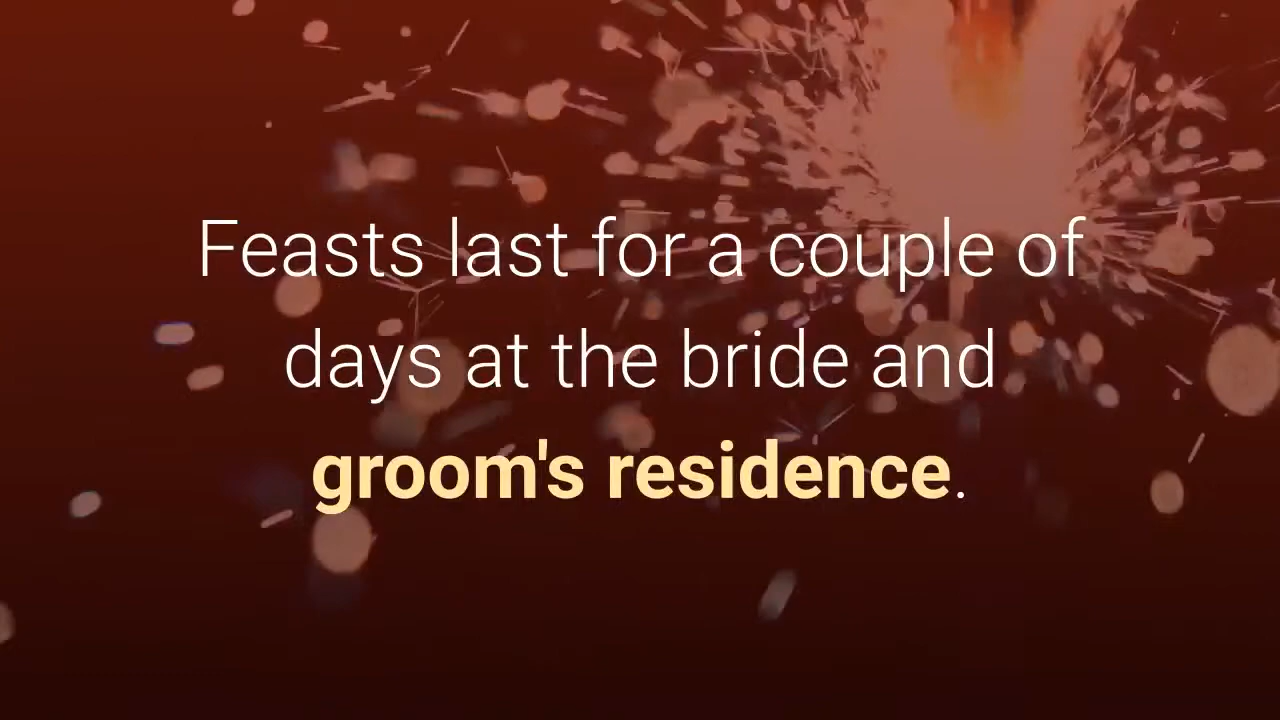 Feasts last for a couple of
days at the bride and
groom's residence.